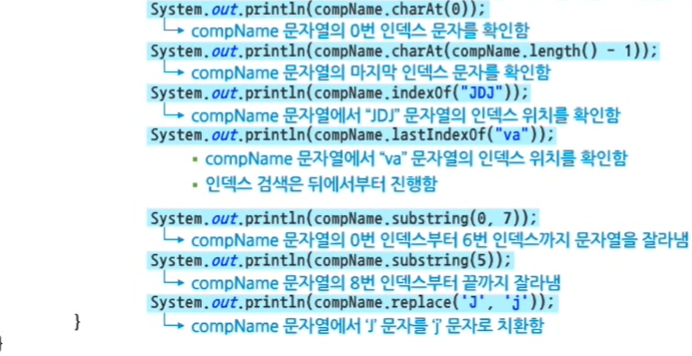 System.out.println(compName.charAt(0));
compName 문자열의 0번 인덱스 문자를 확인함
System.out.println(compName.charAt(compName.length() - 1));
compName 문자열의 마지막 인덱스 문자를 확인함
System.out.println(compName.indexOf("JDJ"));
compName 문자열에서 “JDJ” 문자열의 인덱스 위치를 확인함
System.out.println(compName.lastIndexOf("va"));
▪ compName 문자열에서 “va” 문자열의 인덱스 위치를 확인함
▪ 인덱스 검색은 뒤에서부터 진행함
System.out.println(compName.substring(0, 7));
compName 문자열의 0번 인덱스부터 6번 인덱스까지 문자열을 잘라냄
System.out.println(compName.substring(5));
compName 문자열의 8번 인덱스부터 끝까지 잘라냄
System.out.println(compName.replace('J', 'j'));
compName 문자열에서 ‘J’ 문자를 ‘j’ 문자로 치환함
}
}